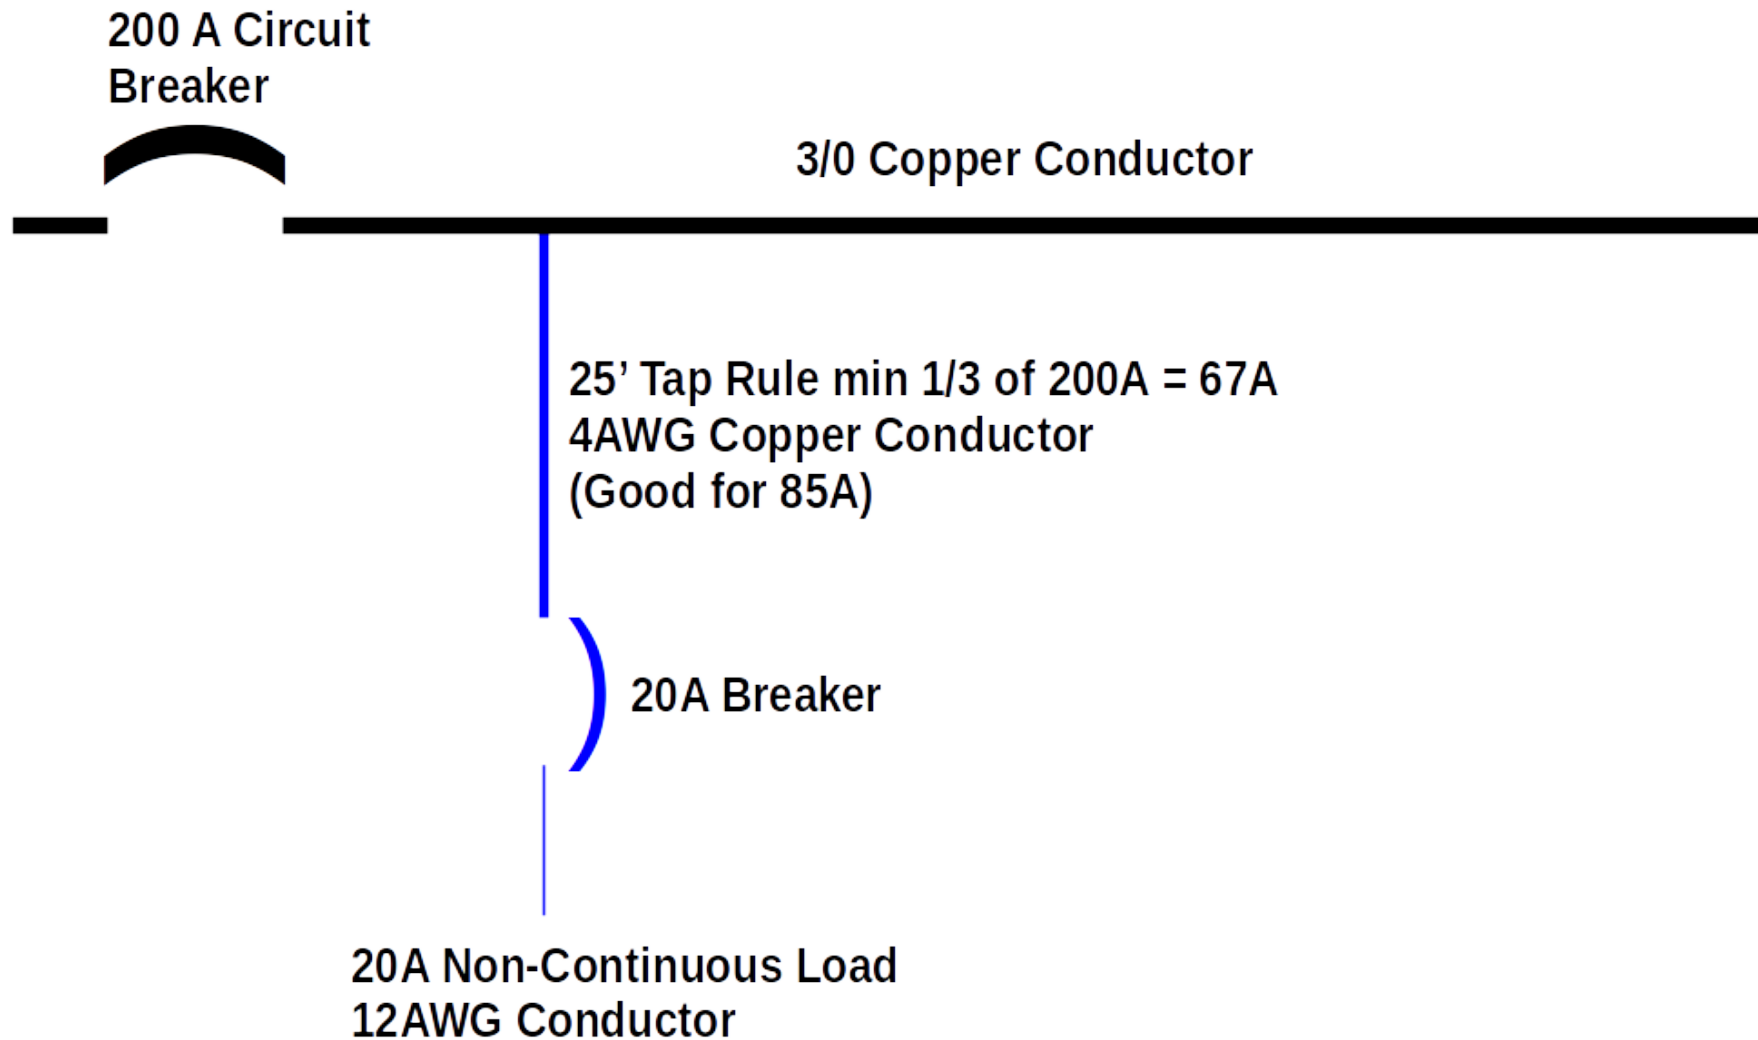 200 A Circuit
Breaker
3/0 Copper Conductor
25’ Tap Rule min 1/3 of 200A = 67A
4AWG Copper Conductor
(Good for 85A)
20A Breaker
20A Non-Continuous Load
12AWG Conductor